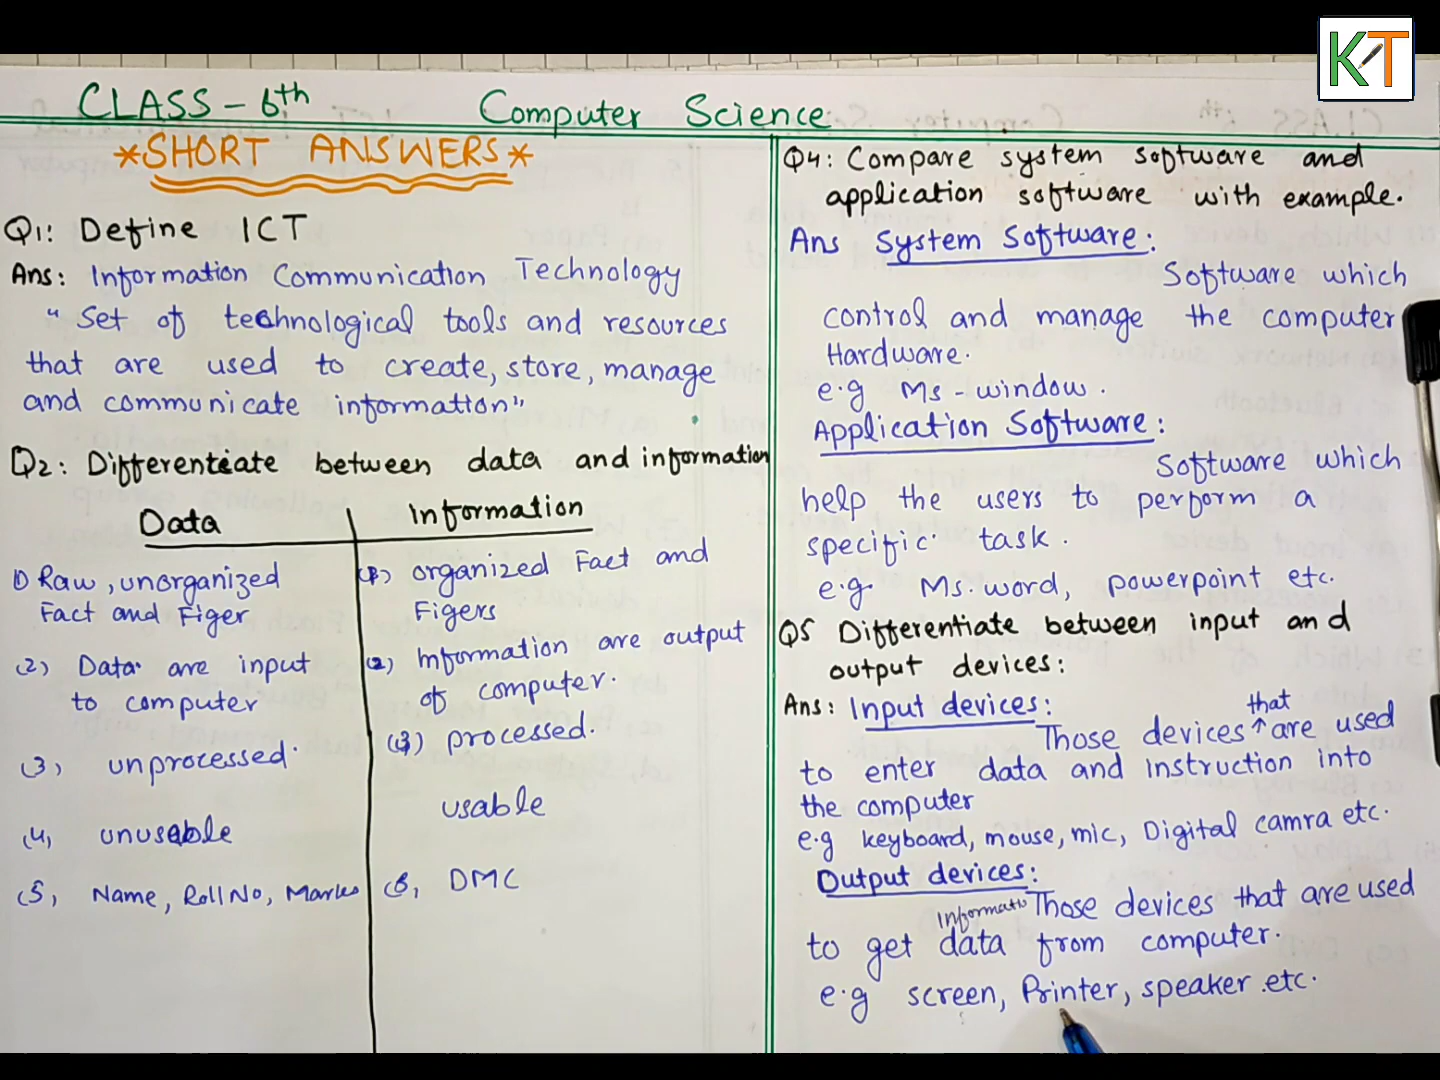 KT
CLASS - 6th Computer Science
*SHORT ANSWERS*
Q1: Define ICT
Ans: Information Communication Technology
"Set of technological tools and resources
that are used to create, store, manage
and communicate information"
Q2: Differentiate between data and information
Data
Information
1) Raw, unorganized
Fact and Figer
(1) organized Fact and
Figers
(2) Data are input
to computer
(2) Information are output
of computer.
(3) unprocessed.
(3) processed.
(4, unusable
usable
(5, Name, Roll No, Marks
(5, DMC
Q4: Compare system software and
application software with example.
Ans System Software:
Software which
control and manage the computer
Hardware.
e.g Ms-window.
Application Software:
Software which
help the users to perform a
specific task.
e.g Ms.word, powerpoint etc.
Q5 Differentiate between input and
output devices:
Ans: Input devices:
that
Those devices ↑ are used
to enter data and instruction into
the computer
e.g keyboard, mouse, mic, Digital camra etc.
Output devices:
Those devices that are used
to get data from computer.
e.g screen, Printer, speaker.etc.